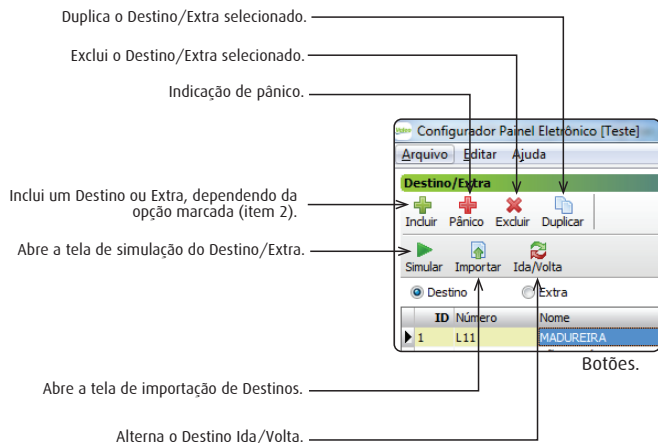 Duplica o Destino/Extra selecionado.
Exclui o Destino/Extra selecionado.
Indicação de pânico.
Configurador Painel Eletrônico [Teste]
Arquivo Editar Ajuda
Destino/Extra
Incluir Pânico Excluir Duplicar
Inclui um Destino ou Extra, dependendo da
opção marcada (item 2).
Abre a tela de simulação do Destino/Extra.
Simular Importar Ida/Volta
Destino Extra
ID Número Nome
1 L11 MADUREIRA
Botões.
Abre a tela de importação de Destinos.
Alterna o Destino Ida/Volta.